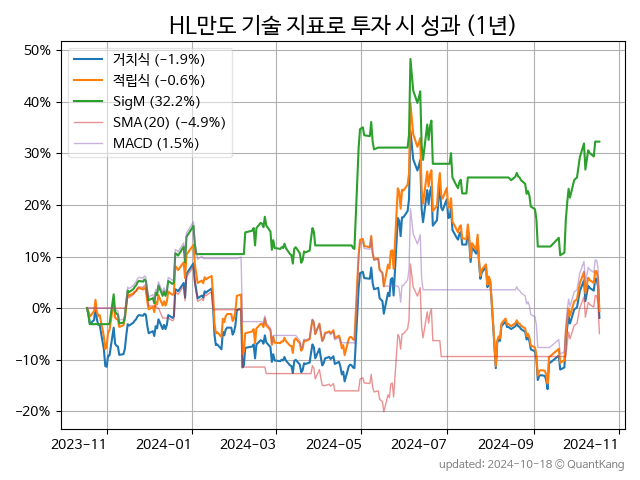 HL만도 기술 지표로 투자 시 성과 (1년)
거치식 (−1.9%)
적립식 (−0.6%)
SigM (32.2%)
SMA(20) (−4.9%)
MACD (1.5%)
50%
40%
30%
20%
10%
0%
−10%
−20%
2023-11 2024-01 2024-03 2024-05 2024-07 2024-09 2024-11
updated: 2024-10-18 © QuantKang